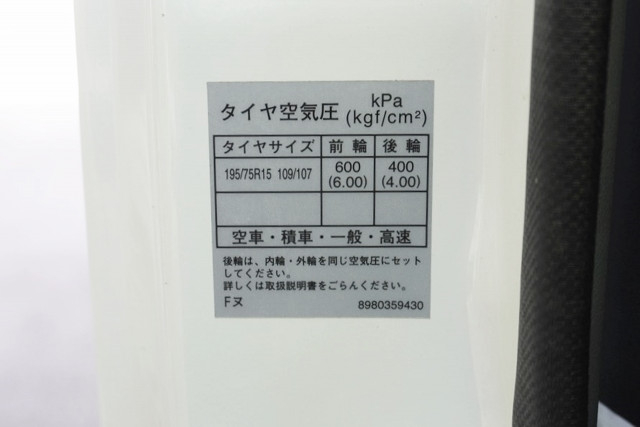 タイヤ空気圧 kPa
(kgf/cm²)
タイヤサイズ 前輪 後輪
195/75R15 109/107 600 400
(6.00) (4.00)
空車・積車・一般・高速
後輪は、内輪・外輪を同じ空気圧にセット
してください。
詳しくは取扱説明書をごらんください。
Fヌ 8980359430